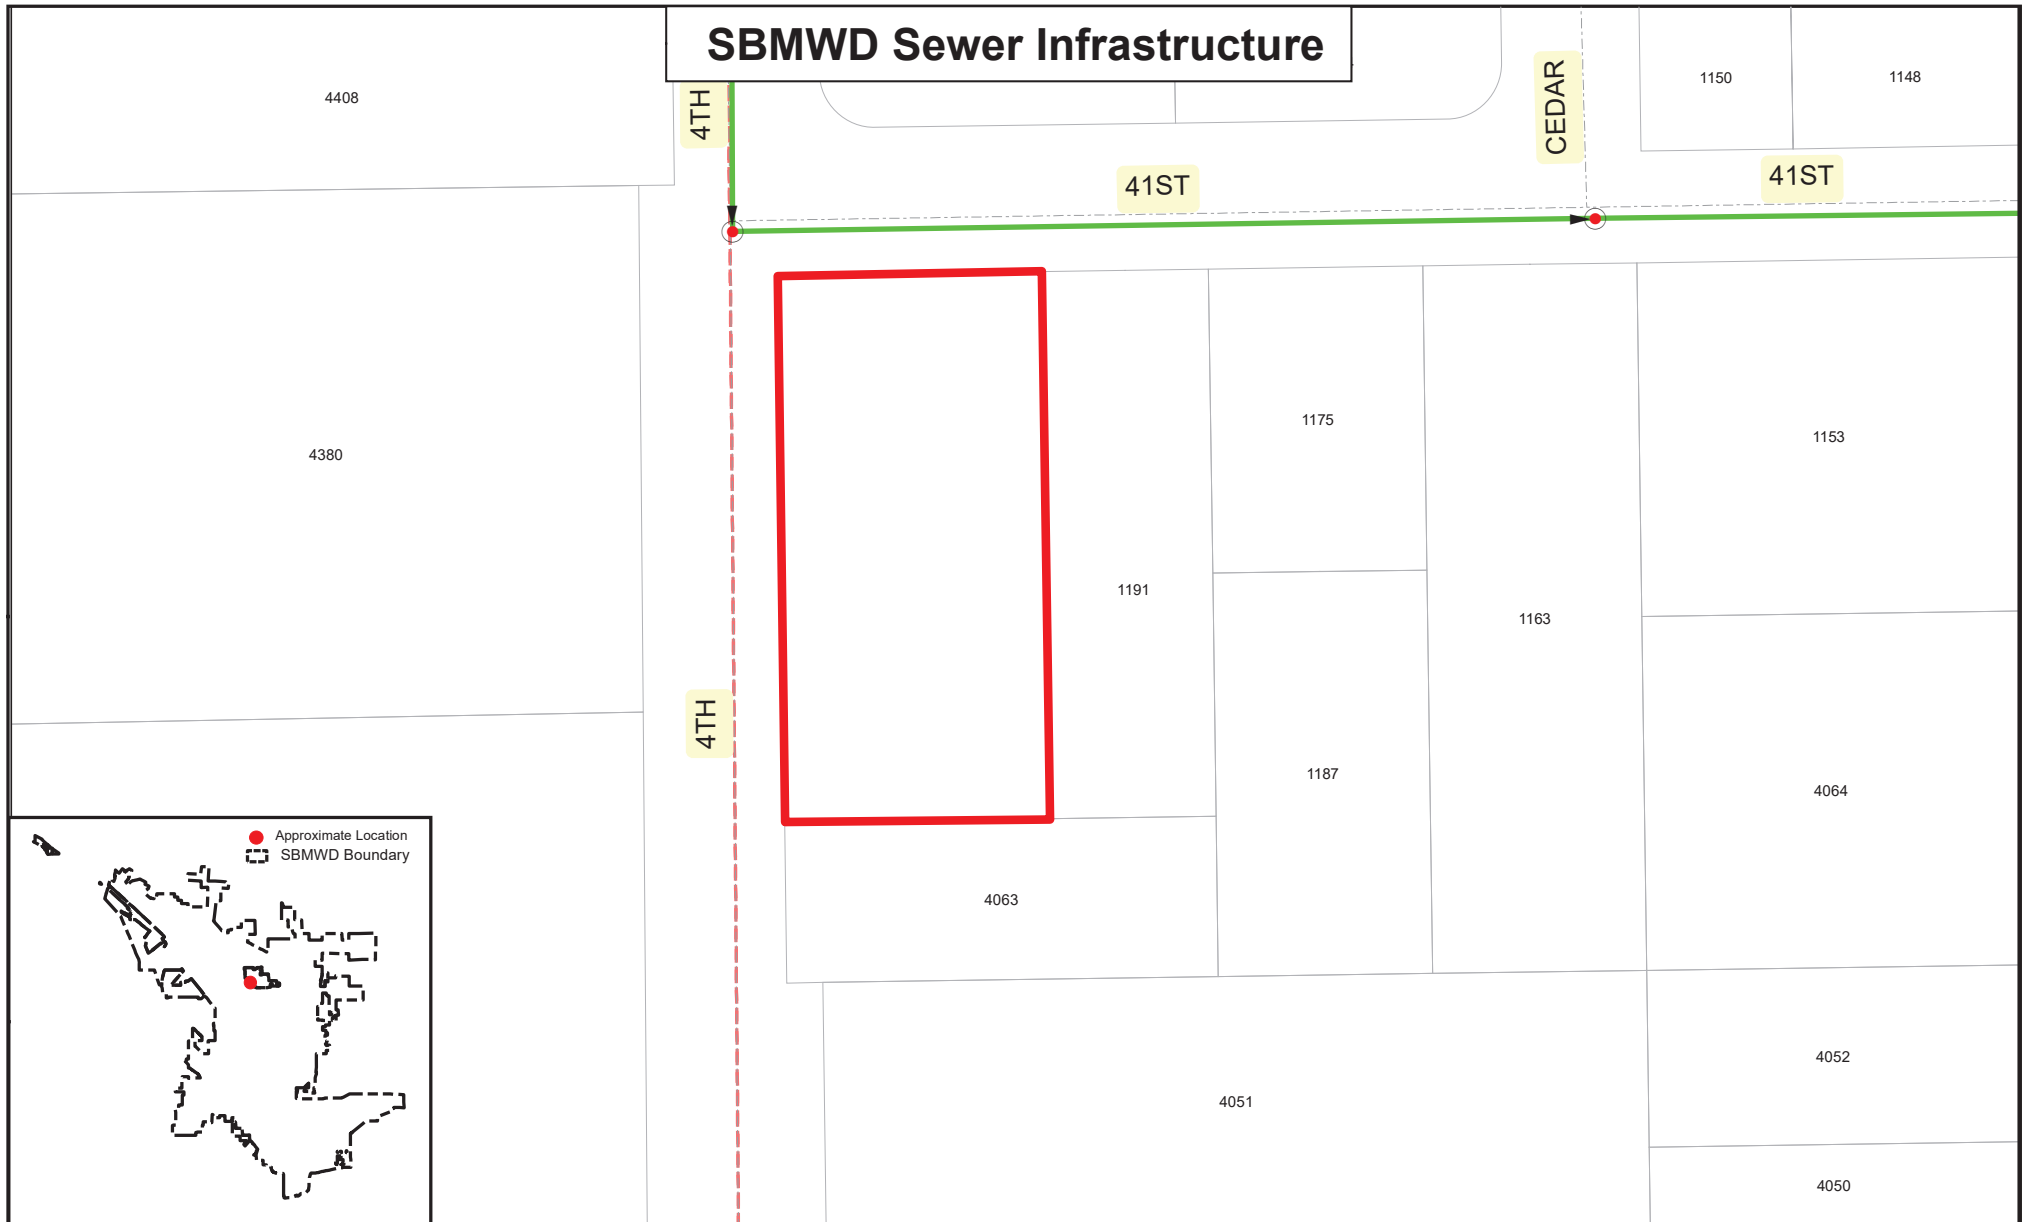 SBMWD Sewer Infrastructure
4408
4TH
CEDAR
1150
1148
41ST
41ST
4380
1175
1153
1191
1163
4TH
1187
4064
4063
4052
4051
4050
Approximate Location
SBMWD Boundary